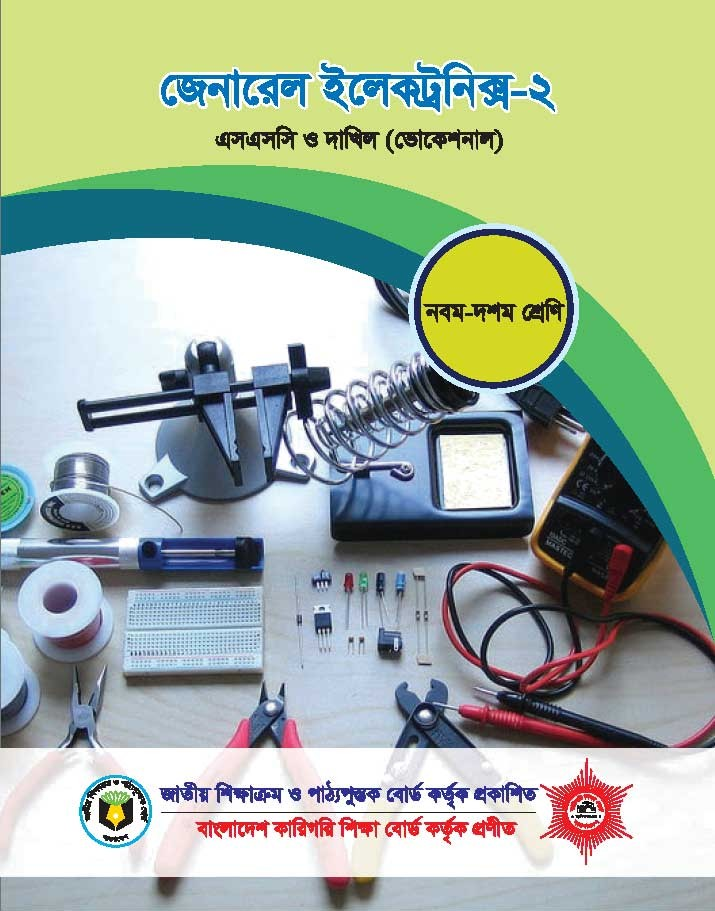 জেনারেল ইলেকট্রনিক্স-২
এসএসসি ও দাখিল (ভোকেশনাল)
নবম-দশম শ্রেণি
জাতীয় শিক্ষাক্রম ও পাঠ্যপুস্তক বোর্ড কর্তৃক প্রকাশিত
বাংলাদেশ কারিগরি শিক্ষা বোর্ড কর্তৃক প্রণীত